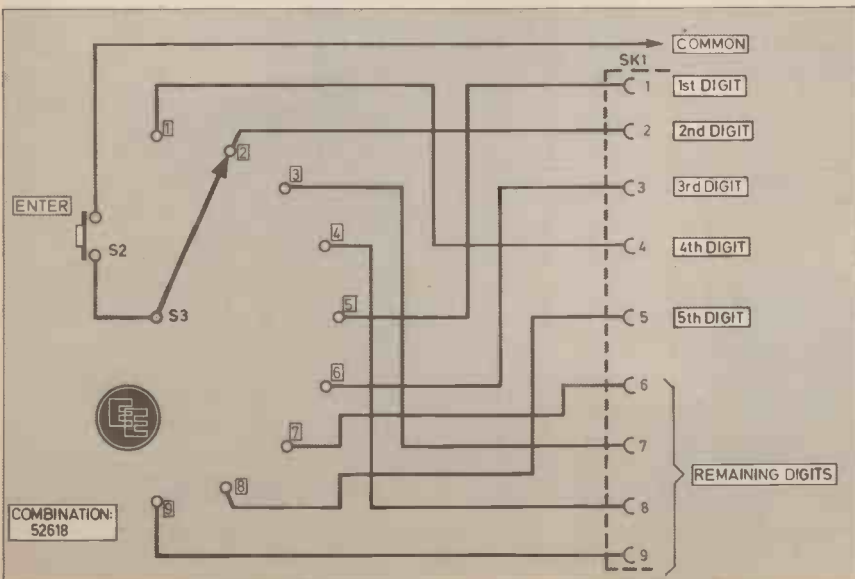 COMMON
SK1
1 1st DIGIT
1
2 2nd DIGIT
2
3
3 3rd DIGIT
ENTER
4
4 4th DIGIT
S2
5
S3
5 5th DIGIT
6
6
7
7
REMAINING DIGITS
8
8
9
COMBINATION:
52618
9